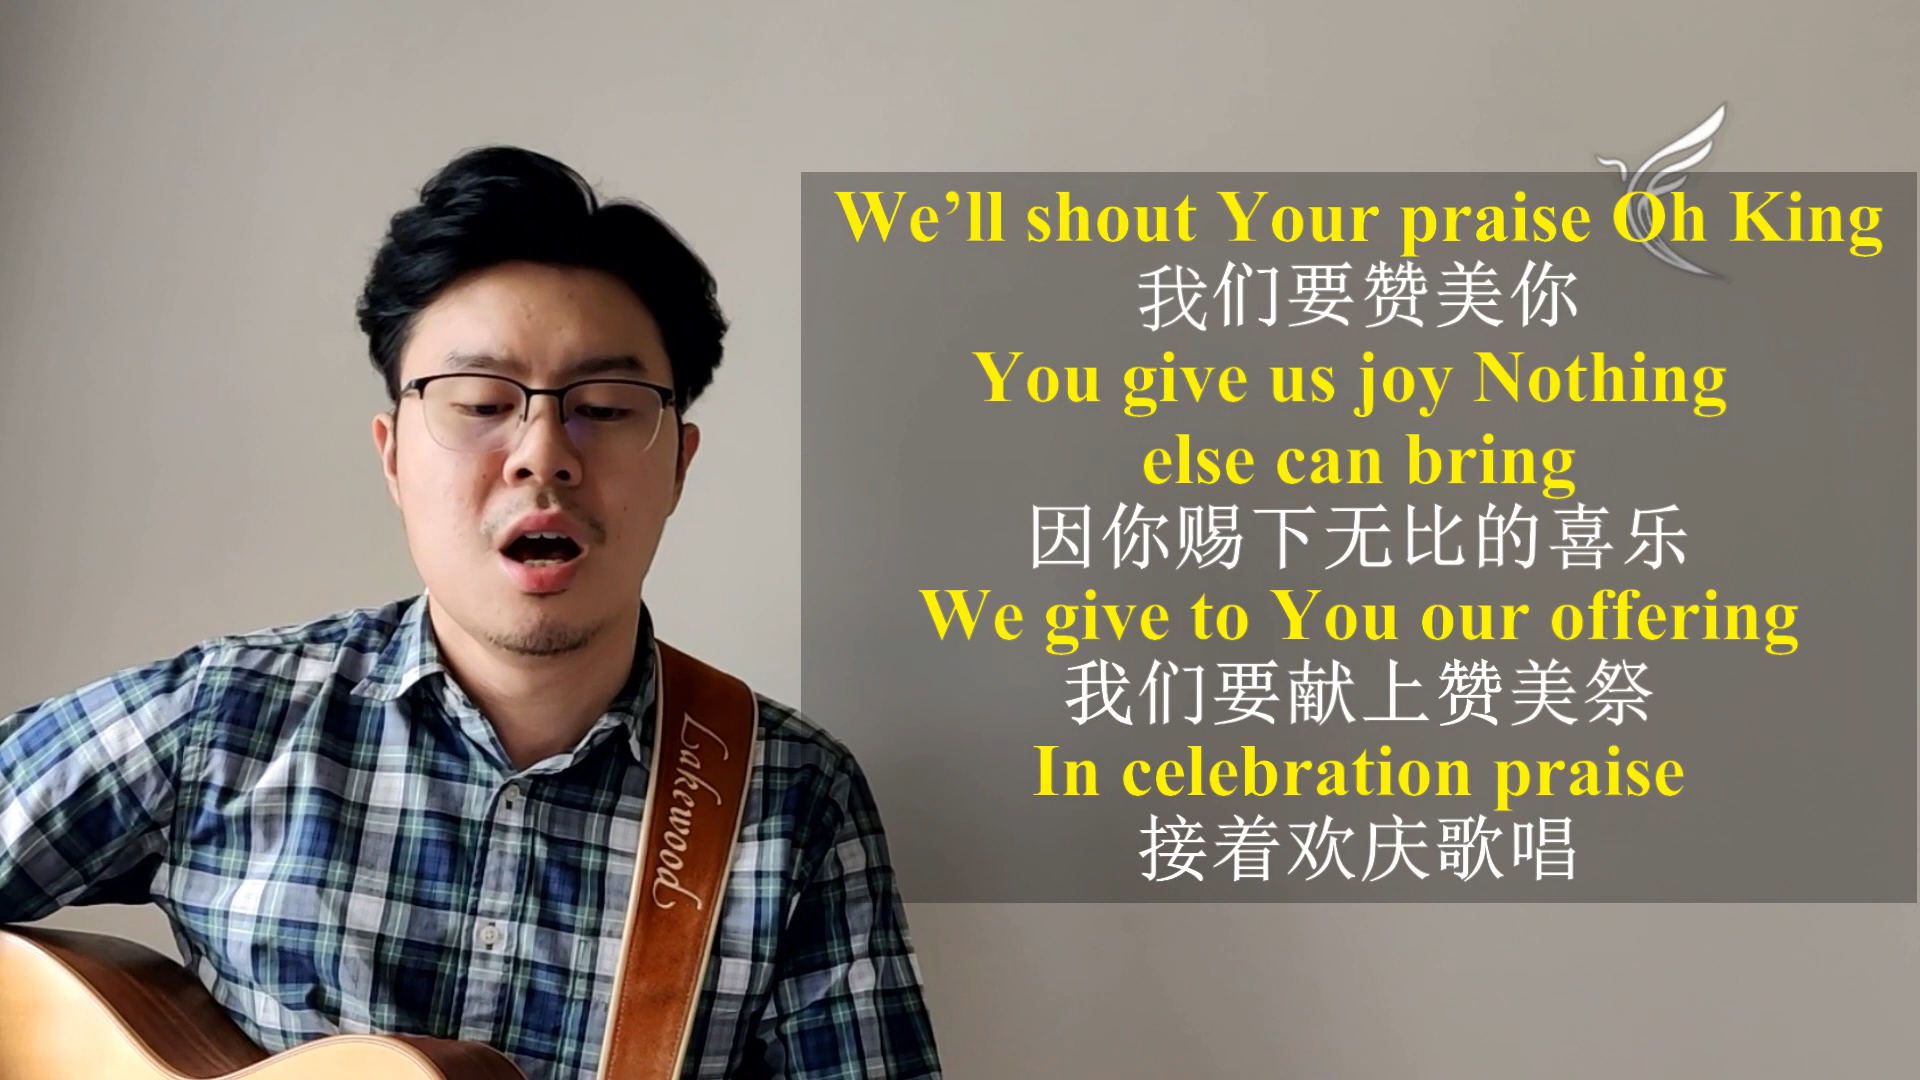 We’ll shout Your praise Oh King
我们要赞美你
You give us joy Nothing
else can bring
因你赐下无比的喜乐
We give to You our offering
我们要献上赞美祭
In celebration praise
接着欢庆歌唱
Lakewood